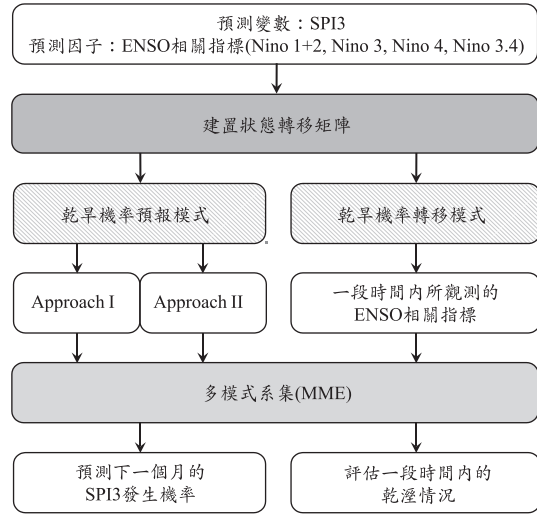 預測變數：SPI3
預測因子：ENSO相關指標(Nino 1+2, Nino 3, Nino 4, Nino 3.4)
建置狀態轉移矩陣
乾旱機率預報模式
乾旱機率轉移模式
Approach I
Approach II
一段時間內所觀測的
ENSO相關指標
多模式系集(MME)
預測下一個月的
SPI3發生機率
評估一段時間內的
乾溼情況